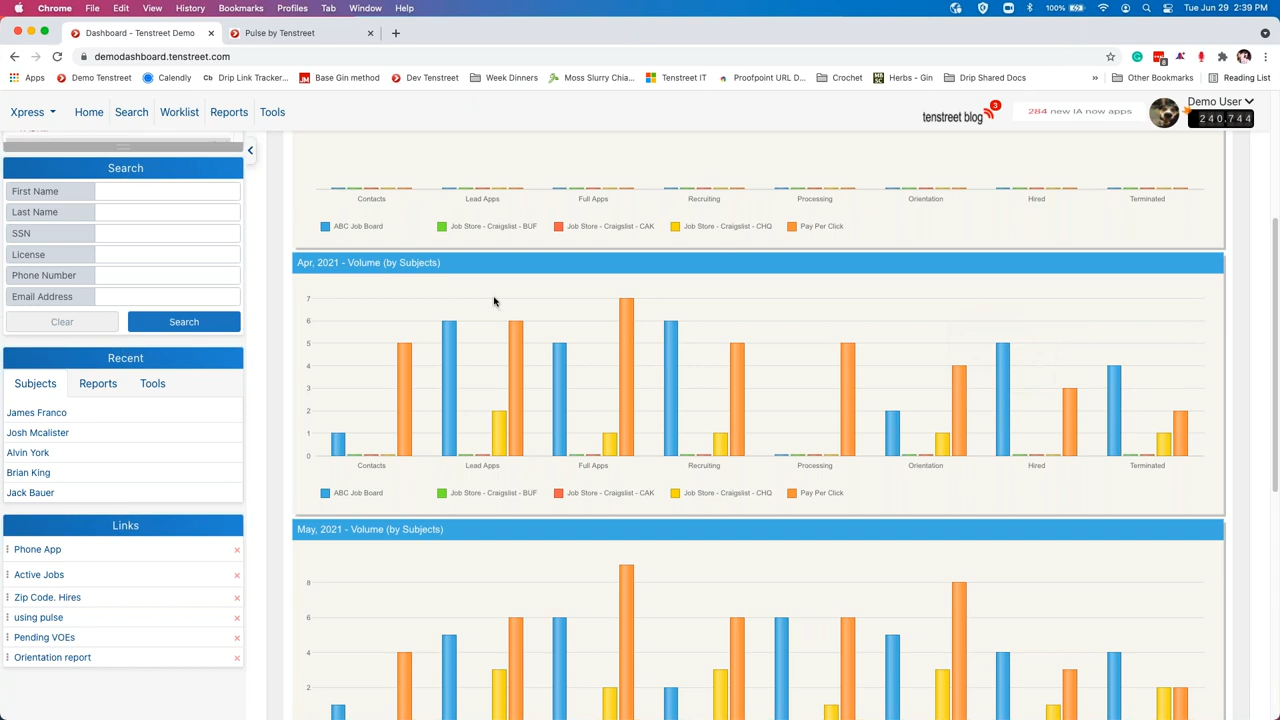 Chrome File Edit View History Bookmarks Profiles Tab Window Help 100% Tue Jun 29 2:39 PM
Dashboard - Tenstreet Demo × Pulse by Tenstreet × +
demodashboard.tenstreet.com 8
Apps Demo Tenstreet Calendly Cb Drip Link Tracker... JM Base Gin method Dev Tenstreet Week Dinners Moss Slurry Chia... Tenstreet IT Proofpoint URL D... Crochet Herbs - Gin Drip Shared Docs » Other Bookmarks Reading List
Xpress Home Search Worklist Reports Tools tenstreet blog 3 284 new IA now apps Demo User 240,744
Search
First Name
Last Name
SSN
License
Phone Number
Email Address
Clear Search
Recent
Subjects Reports Tools
James Franco
Josh Mcalister
Alvin York
Brian King
Jack Bauer
Links
Phone App ×
Active Jobs ×
Zip Code. Hires ×
using pulse ×
Pending VOEs ×
Orientation report ×
Contacts Lead Apps Full Apps Recruiting Processing Orientation Hired Terminated
ABC Job Board Job Store - Craigslist - BUF Job Store - Craigslist - CAK Job Store - Craigslist - CHQ Pay Per Click
Apr, 2021 - Volume (by Subjects)
7
6
5
4
3
2
1
0
Contacts Lead Apps Full Apps Recruiting Processing Orientation Hired Terminated
ABC Job Board Job Store - Craigslist - BUF Job Store - Craigslist - CAK Job Store - Craigslist - CHQ Pay Per Click
May, 2021 - Volume (by Subjects)
8
6
4
2